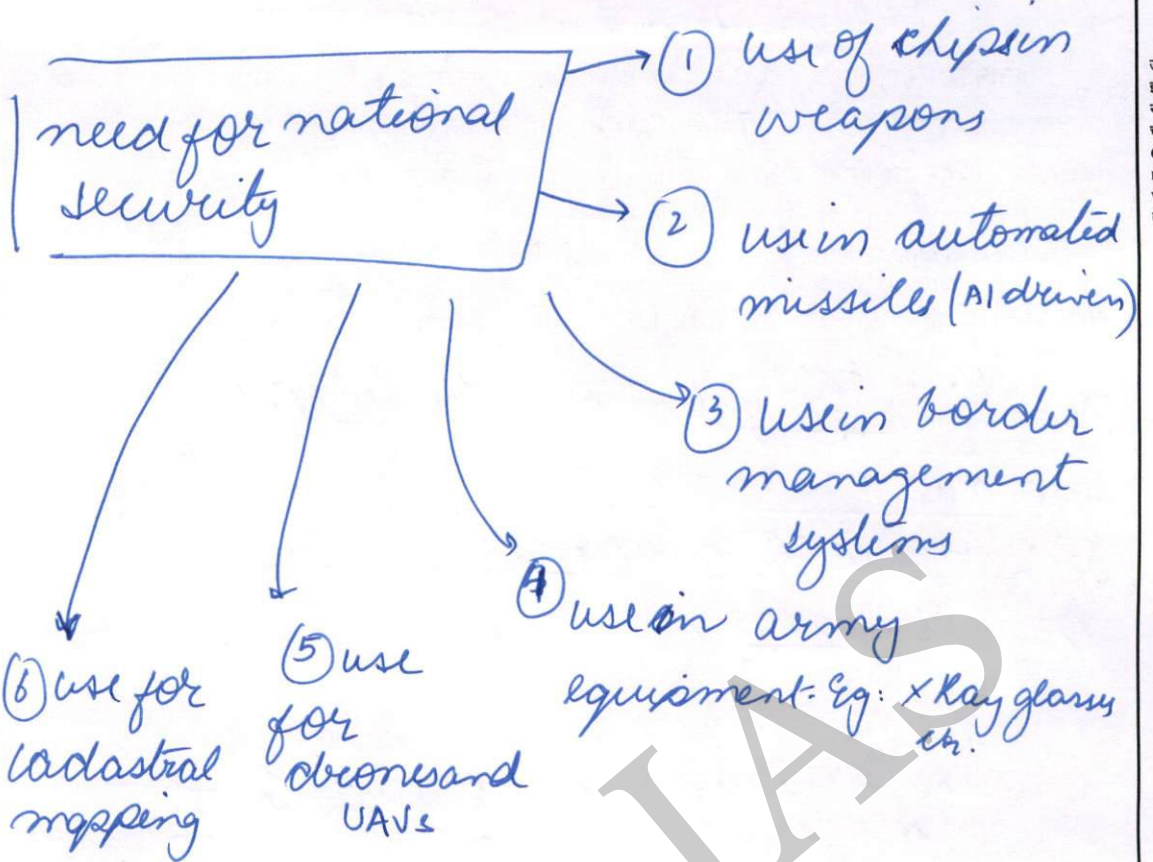 need for national
security
① use of chips in
weapons
② use in automated
missiles (AI driven)
③ use in border
management
systems
④ use in army
equipment. Eg: X Ray glasses
etc.
⑤ use
for
drones and
UAVs
⑥ use for
cadastral
mapping
IAS